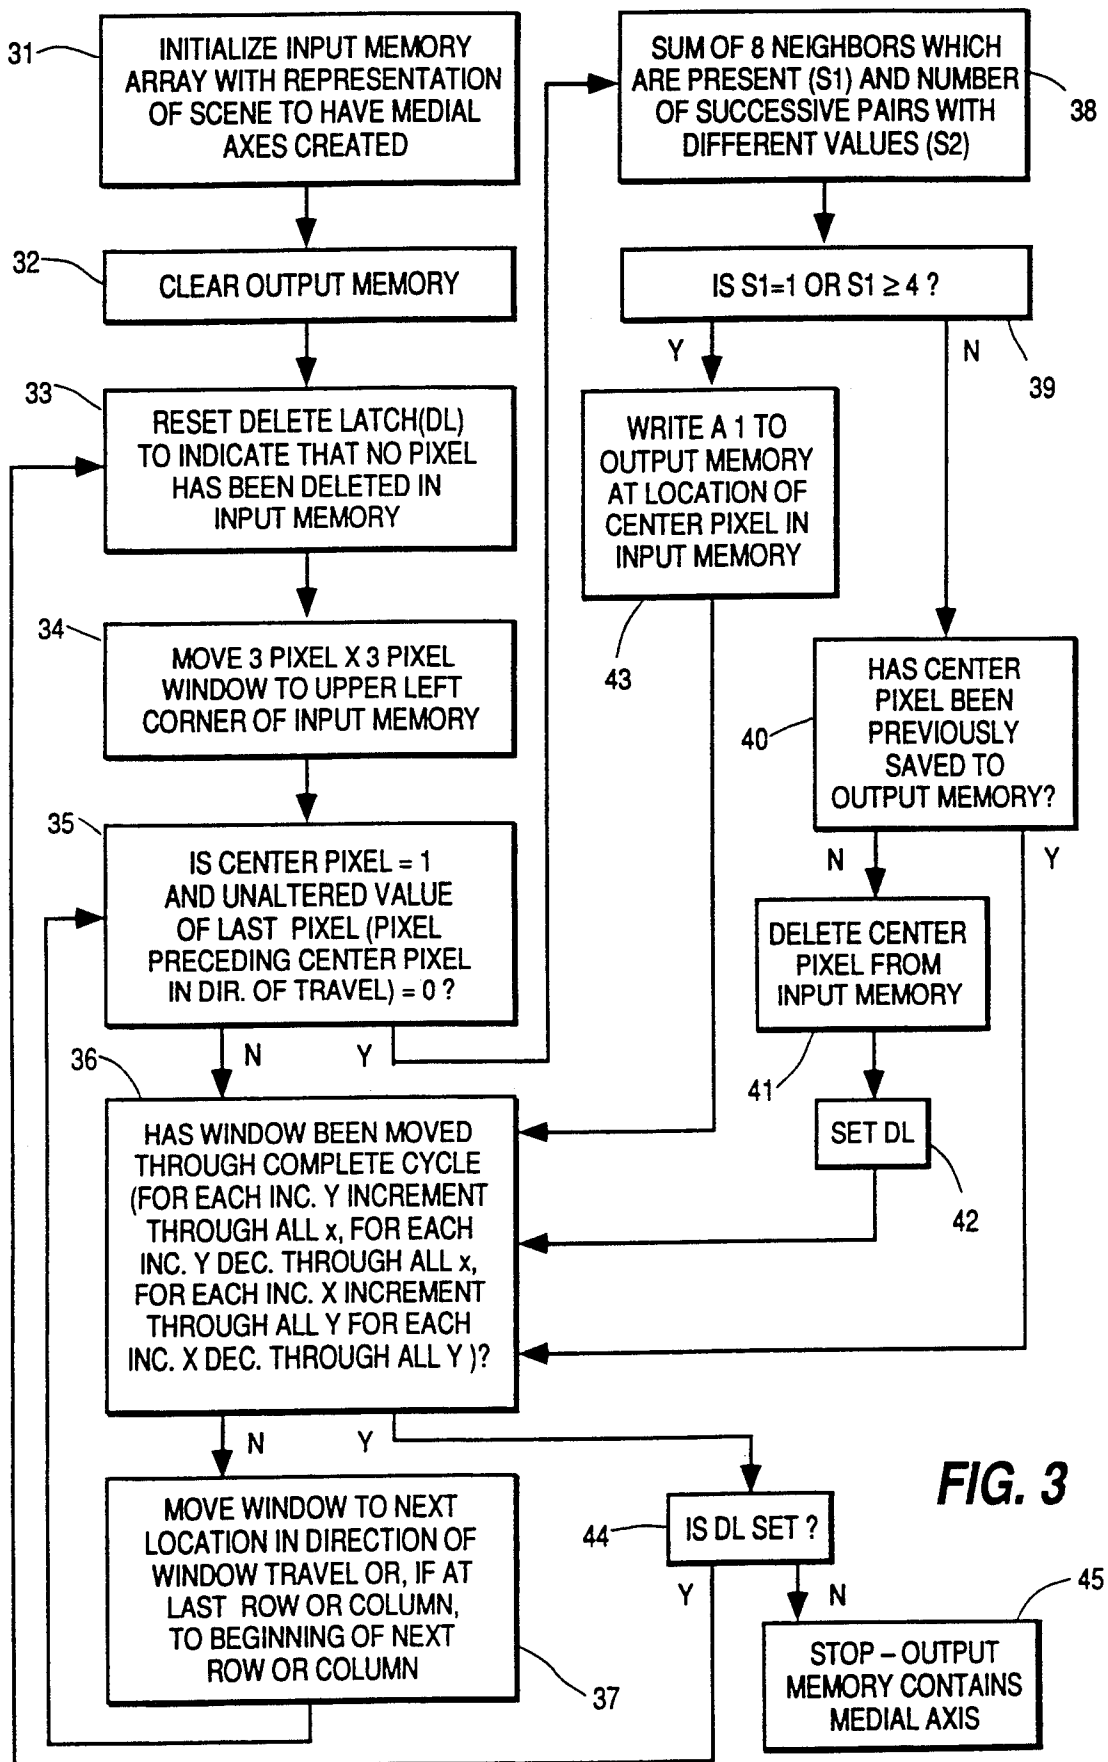 31
INITIALIZE INPUT MEMORY
ARRAY WITH REPRESENTATION
OF SCENE TO HAVE MEDIAL
AXES CREATED
32
CLEAR OUTPUT MEMORY
33
RESET DELETE LATCH(DL)
TO INDICATE THAT NO PIXEL
HAS BEEN DELETED IN
INPUT MEMORY
34
MOVE 3 PIXEL X 3 PIXEL
WINDOW TO UPPER LEFT
CORNER OF INPUT MEMORY
35
IS CENTER PIXEL = 1
AND UNALTERED VALUE
OF LAST PIXEL (PIXEL
PRECEDING CENTER PIXEL
IN DIR. OF TRAVEL) = 0 ?
N
Y
36
HAS WINDOW BEEN MOVED
THROUGH COMPLETE CYCLE
(FOR EACH INC. Y INCREMENT
THROUGH ALL x, FOR EACH
INC. Y DEC. THROUGH ALL x,
FOR EACH INC. X INCREMENT
THROUGH ALL Y FOR EACH
INC. X DEC. THROUGH ALL Y )?
N
Y
MOVE WINDOW TO NEXT
LOCATION IN DIRECTION OF
WINDOW TRAVEL OR, IF AT
LAST ROW OR COLUMN,
TO BEGINNING OF NEXT
ROW OR COLUMN
37
SUM OF 8 NEIGHBORS WHICH
ARE PRESENT (S1) AND NUMBER
OF SUCCESSIVE PAIRS WITH
DIFFERENT VALUES (S2)
38
IS S1=1 OR S1 ≥ 4 ?
39
Y
N
WRITE A 1 TO
OUTPUT MEMORY
AT LOCATION OF
CENTER PIXEL IN
INPUT MEMORY
43
40
HAS CENTER
PIXEL BEEN
PREVIOUSLY
SAVED TO
OUTPUT MEMORY?
N
Y
DELETE CENTER
PIXEL FROM
INPUT MEMORY
41
SET DL
42
FIG. 3
44
IS DL SET ?
Y
N
45
STOP – OUTPUT
MEMORY CONTAINS
MEDIAL AXIS